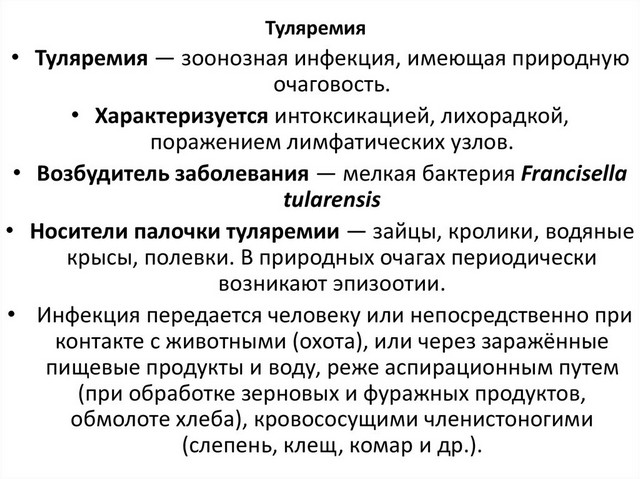 Туляремия
• Туляремия — зоонозная инфекция, имеющая природную
очаговость.
• Характеризуется интоксикацией, лихорадкой,
поражением лимфатических узлов.
• Возбудитель заболевания — мелкая бактерия Francisella
tularensis
• Носители палочки туляремии — зайцы, кролики, водяные
крысы, полевки. В природных очагах периодически
возникают эпизоотии.
• Инфекция передается человеку или непосредственно при
контакте с животными (охота), или через заражённые
пищевые продукты и воду, реже аспирационным путем
(при обработке зерновых и фуражных продуктов,
обмолоте хлеба), кровососущими членистоногими
(слепень, клещ, комар и др.).